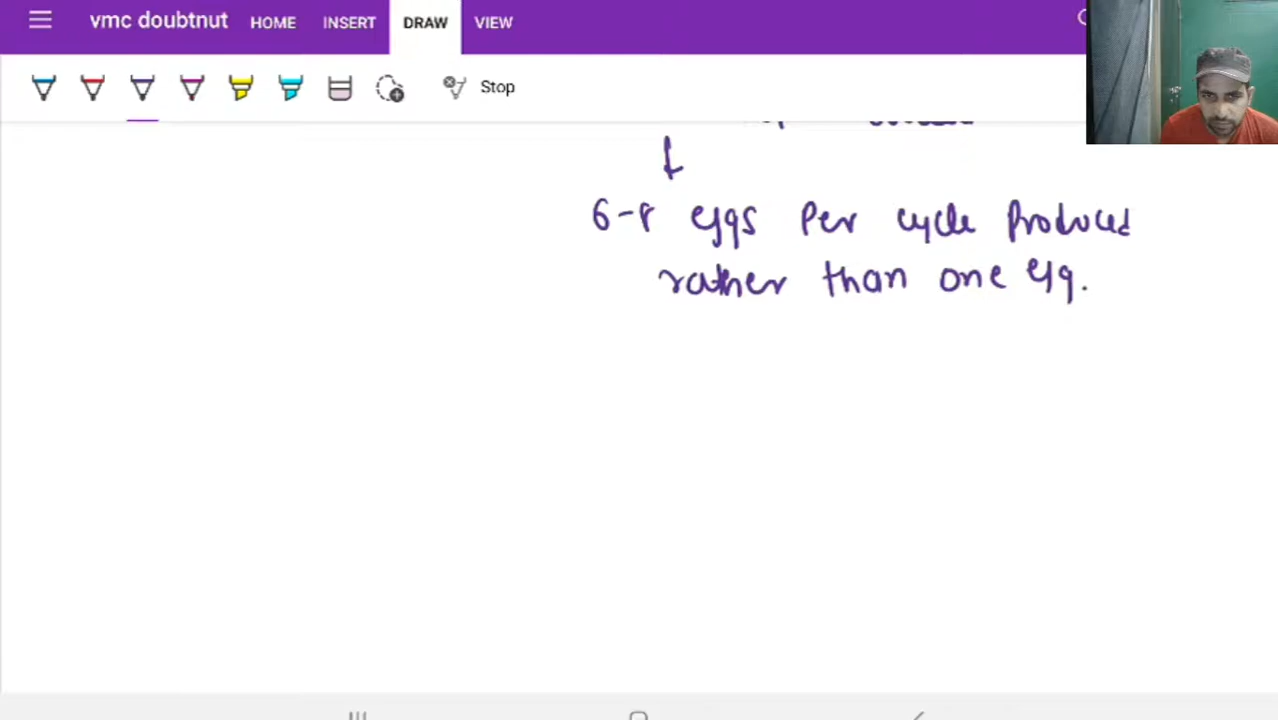 vmc doubtnut HOME INSERT DRAW VIEW
Stop
6-8 eggs per cycle produced
rather than one egg.